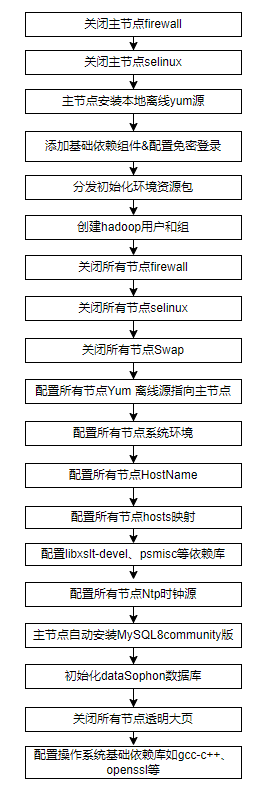 关闭主节点firewall
关闭主节点selinux
主节点安装本地离线yum源
添加基础依赖组件&配置免密登录
分发初始化环境资源包
创建hadoop用户和组
关闭所有节点firewall
关闭所有节点selinux
关闭所有节点Swap
配置所有节点Yum 离线源指向主节点
配置所有节点系统环境
配置所有节点HostName
配置所有节点hosts映射
配置libxslt-devel、psmisc等依赖库
配置所有节点Ntp时钟源
主节点自动安装MySQL8community版
初始化dataSophon数据库
关闭所有节点透明大页
配置操作系统基础依赖库如gcc-c++、
openssl等